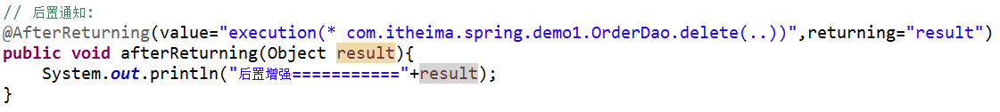 // 后置通知:
@AfterReturning(value="execution(* com.itheima.spring.demo1.OrderDao.delete(..))",returning="result")
public void afterReturning(Object result){
    System.out.println("后置增强==========="+result);
}